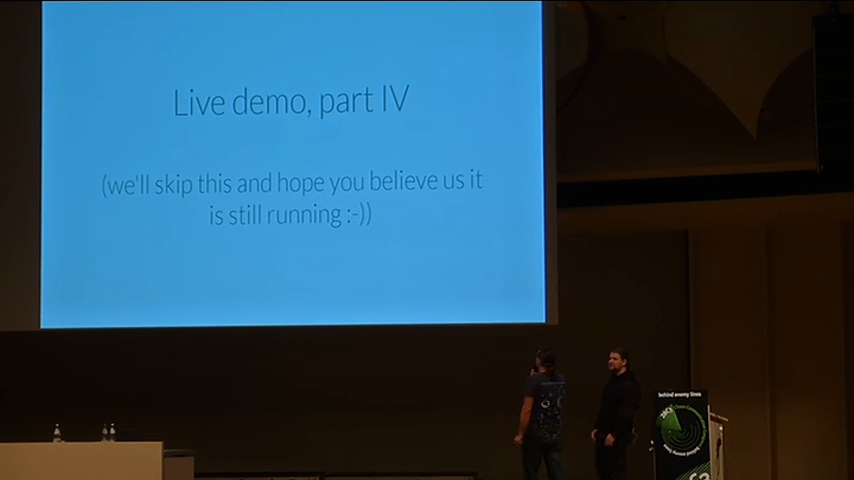 Live demo, part IV
(we'll skip this and hope you believe us it
is still running :-))
behind enemy lines